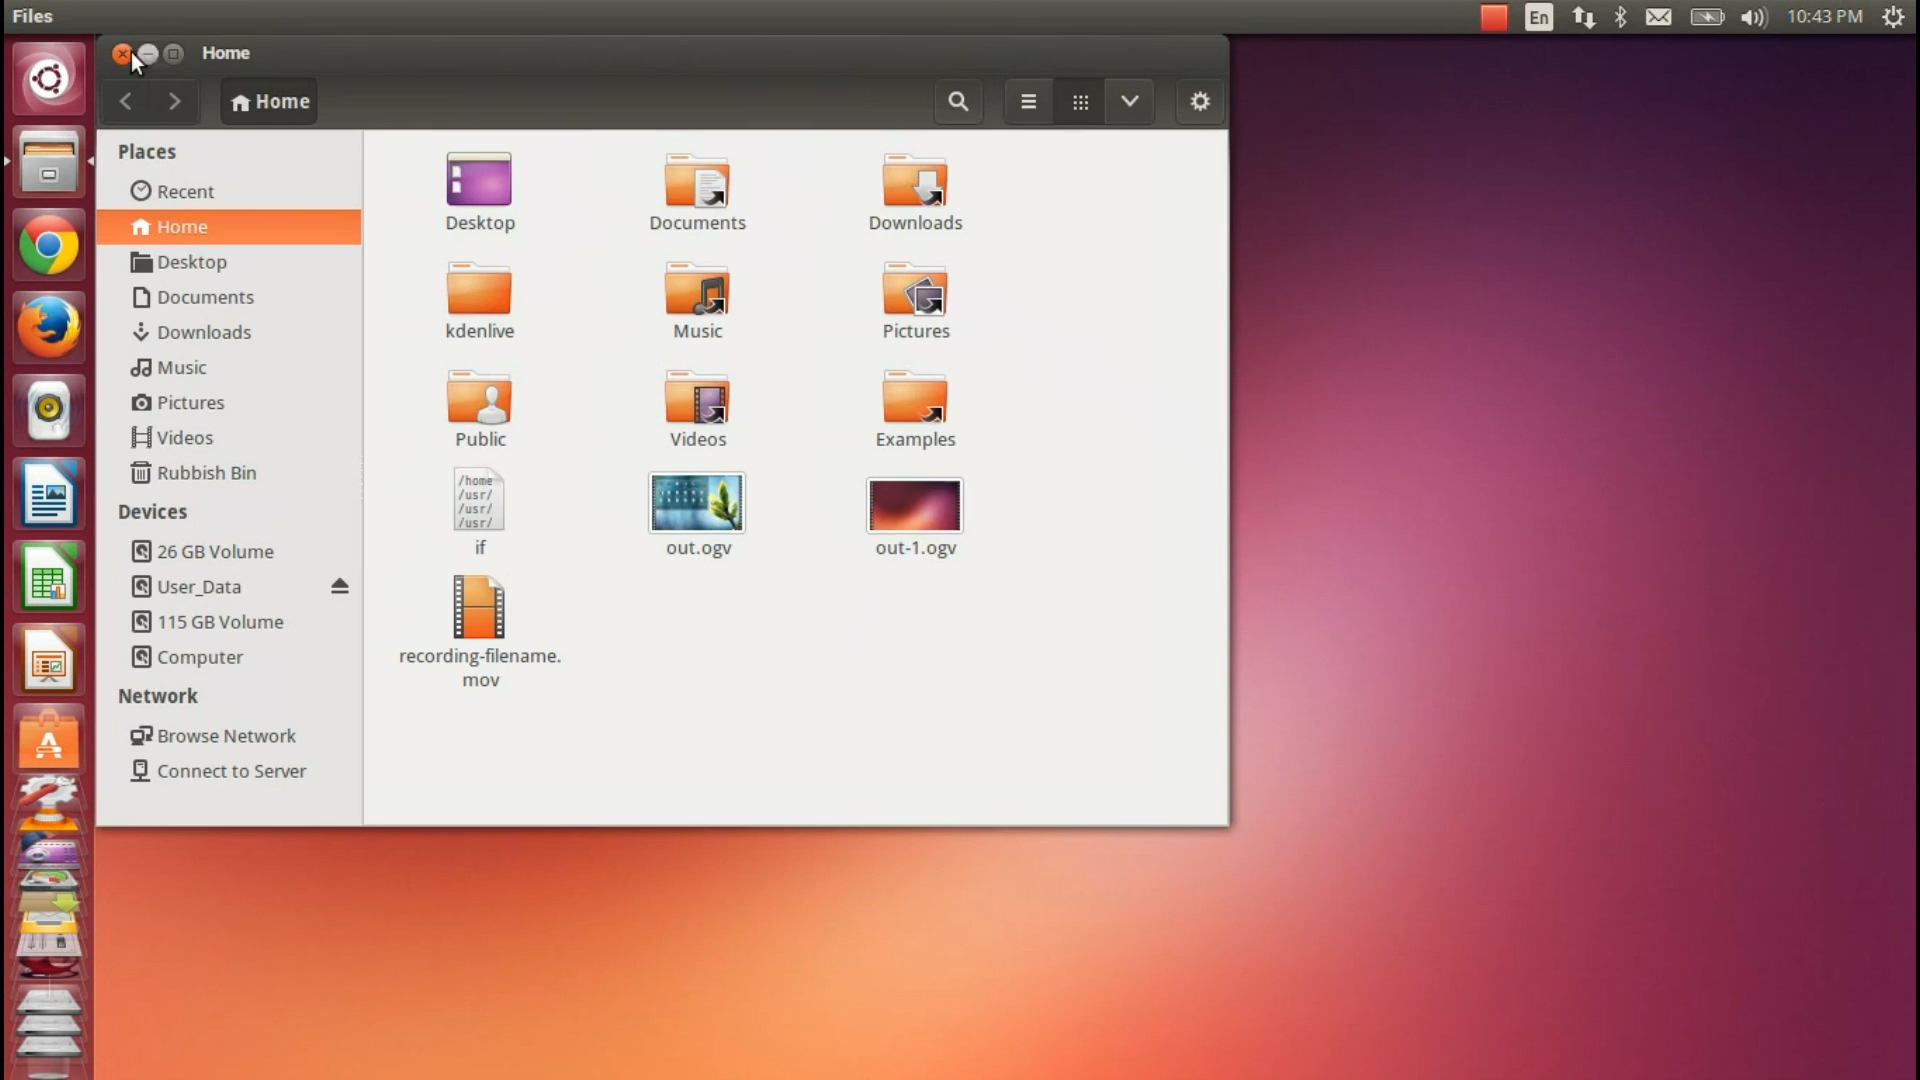 Files
En
10:43 PM
Home
Home
Places
Recent
Home
Desktop
Documents
Downloads
Music
Pictures
Videos
Rubbish Bin
Devices
26 GB Volume
User_Data
115 GB Volume
Computer
Network
Browse Network
Connect to Server
Desktop
Documents
Downloads
kdenlive
Music
Pictures
Public
Videos
Examples
/home
/usr/
/usr/
/usr/
if
out.ogv
out-1.ogv
recording-filename.
mov